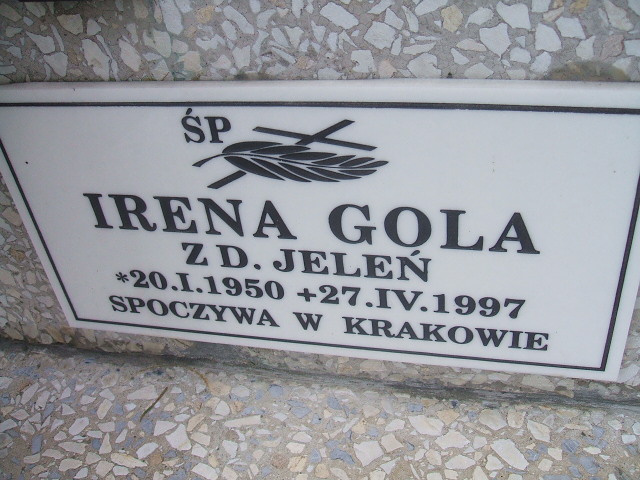 ŚP
IRENA GOLA
Z D. JELEŃ
*20.I.1950 +27.IV.1997
SPOCZYWA W KRAKOWIE